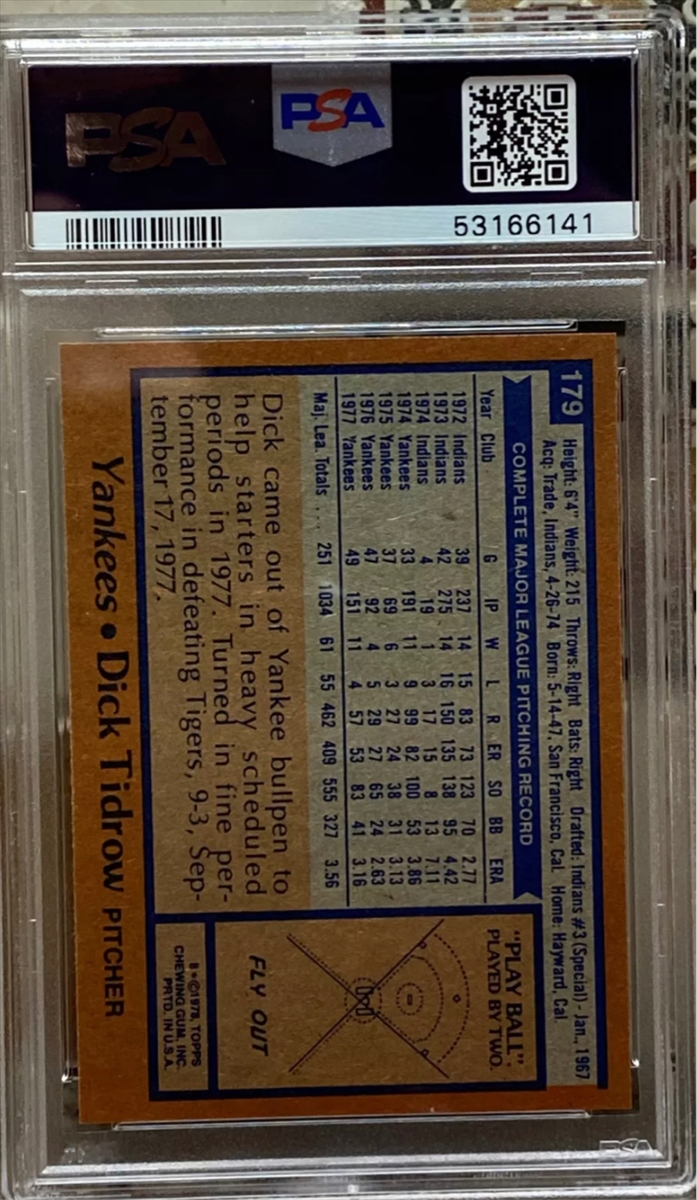 PSA
PSA
53166141
179
Height: 6'4" Weight: 215 Throws: Right Bats: Right Drafted: Indians #3 (Special) - Jan., 1967
Acq: Trade, Indians, 4-26-74 Born: 5-14-47, San Francisco, Cal. Home: Hayward, Cal.
COMPLETE MAJOR LEAGUE PITCHING RECORD
Year Club G IP W L R ER SO BB ERA
1972 Indians 39 237 14 15 83 73 123 70 2.77
1973 Indians 42 275 14 16 150 135 138 95 4.42
1974 Indians 4 19 1 3 17 15 8 13 7.11
1974 Yankees 33 191 11 9 99 82 100 53 3.86
1975 Yankees 37 69 6 3 27 24 38 31 3.13
1976 Yankees 47 92 4 5 29 27 65 24 2.63
1977 Yankees 49 151 11 4 57 53 83 41 3.16
Maj. Lea. Totals ... 251 1034 61 55 462 409 555 327 3.56
Dick came out of Yankee bullpen to
help starters in heavy scheduled
periods in 1977. Turned in fine per-
formance in defeating Tigers, 9-3, Sep-
tember 17, 1977.
"PLAY BALL"
PLAYED BY TWO.
FLY OUT
8•©1978, TOPPS
CHEWING GUM, INC.
PRTD. IN U.S.A.
Yankees • Dick Tidrow PITCHER
PSA